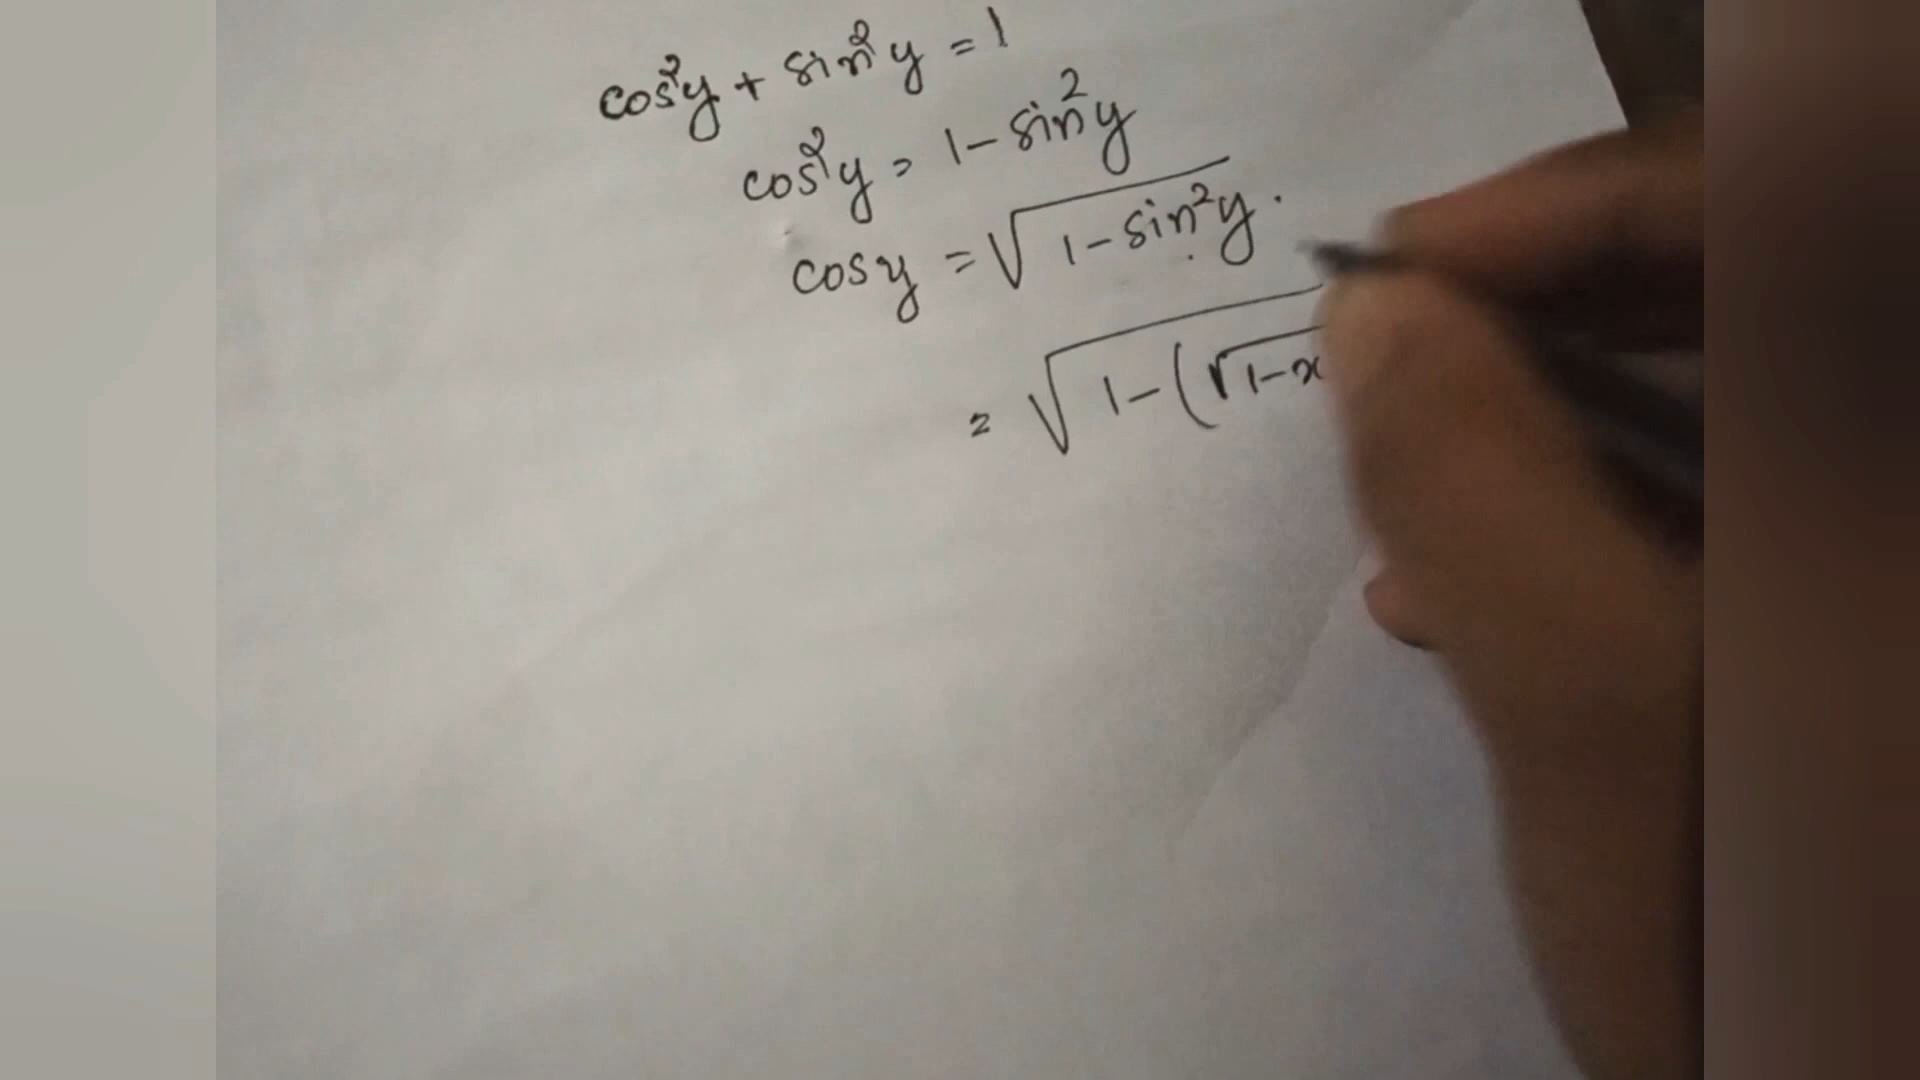 cos²y + sin²y = 1
cos²y = 1 - sin²y
cos y = √(1 - sin²y).
= √(1 - (√(1-x